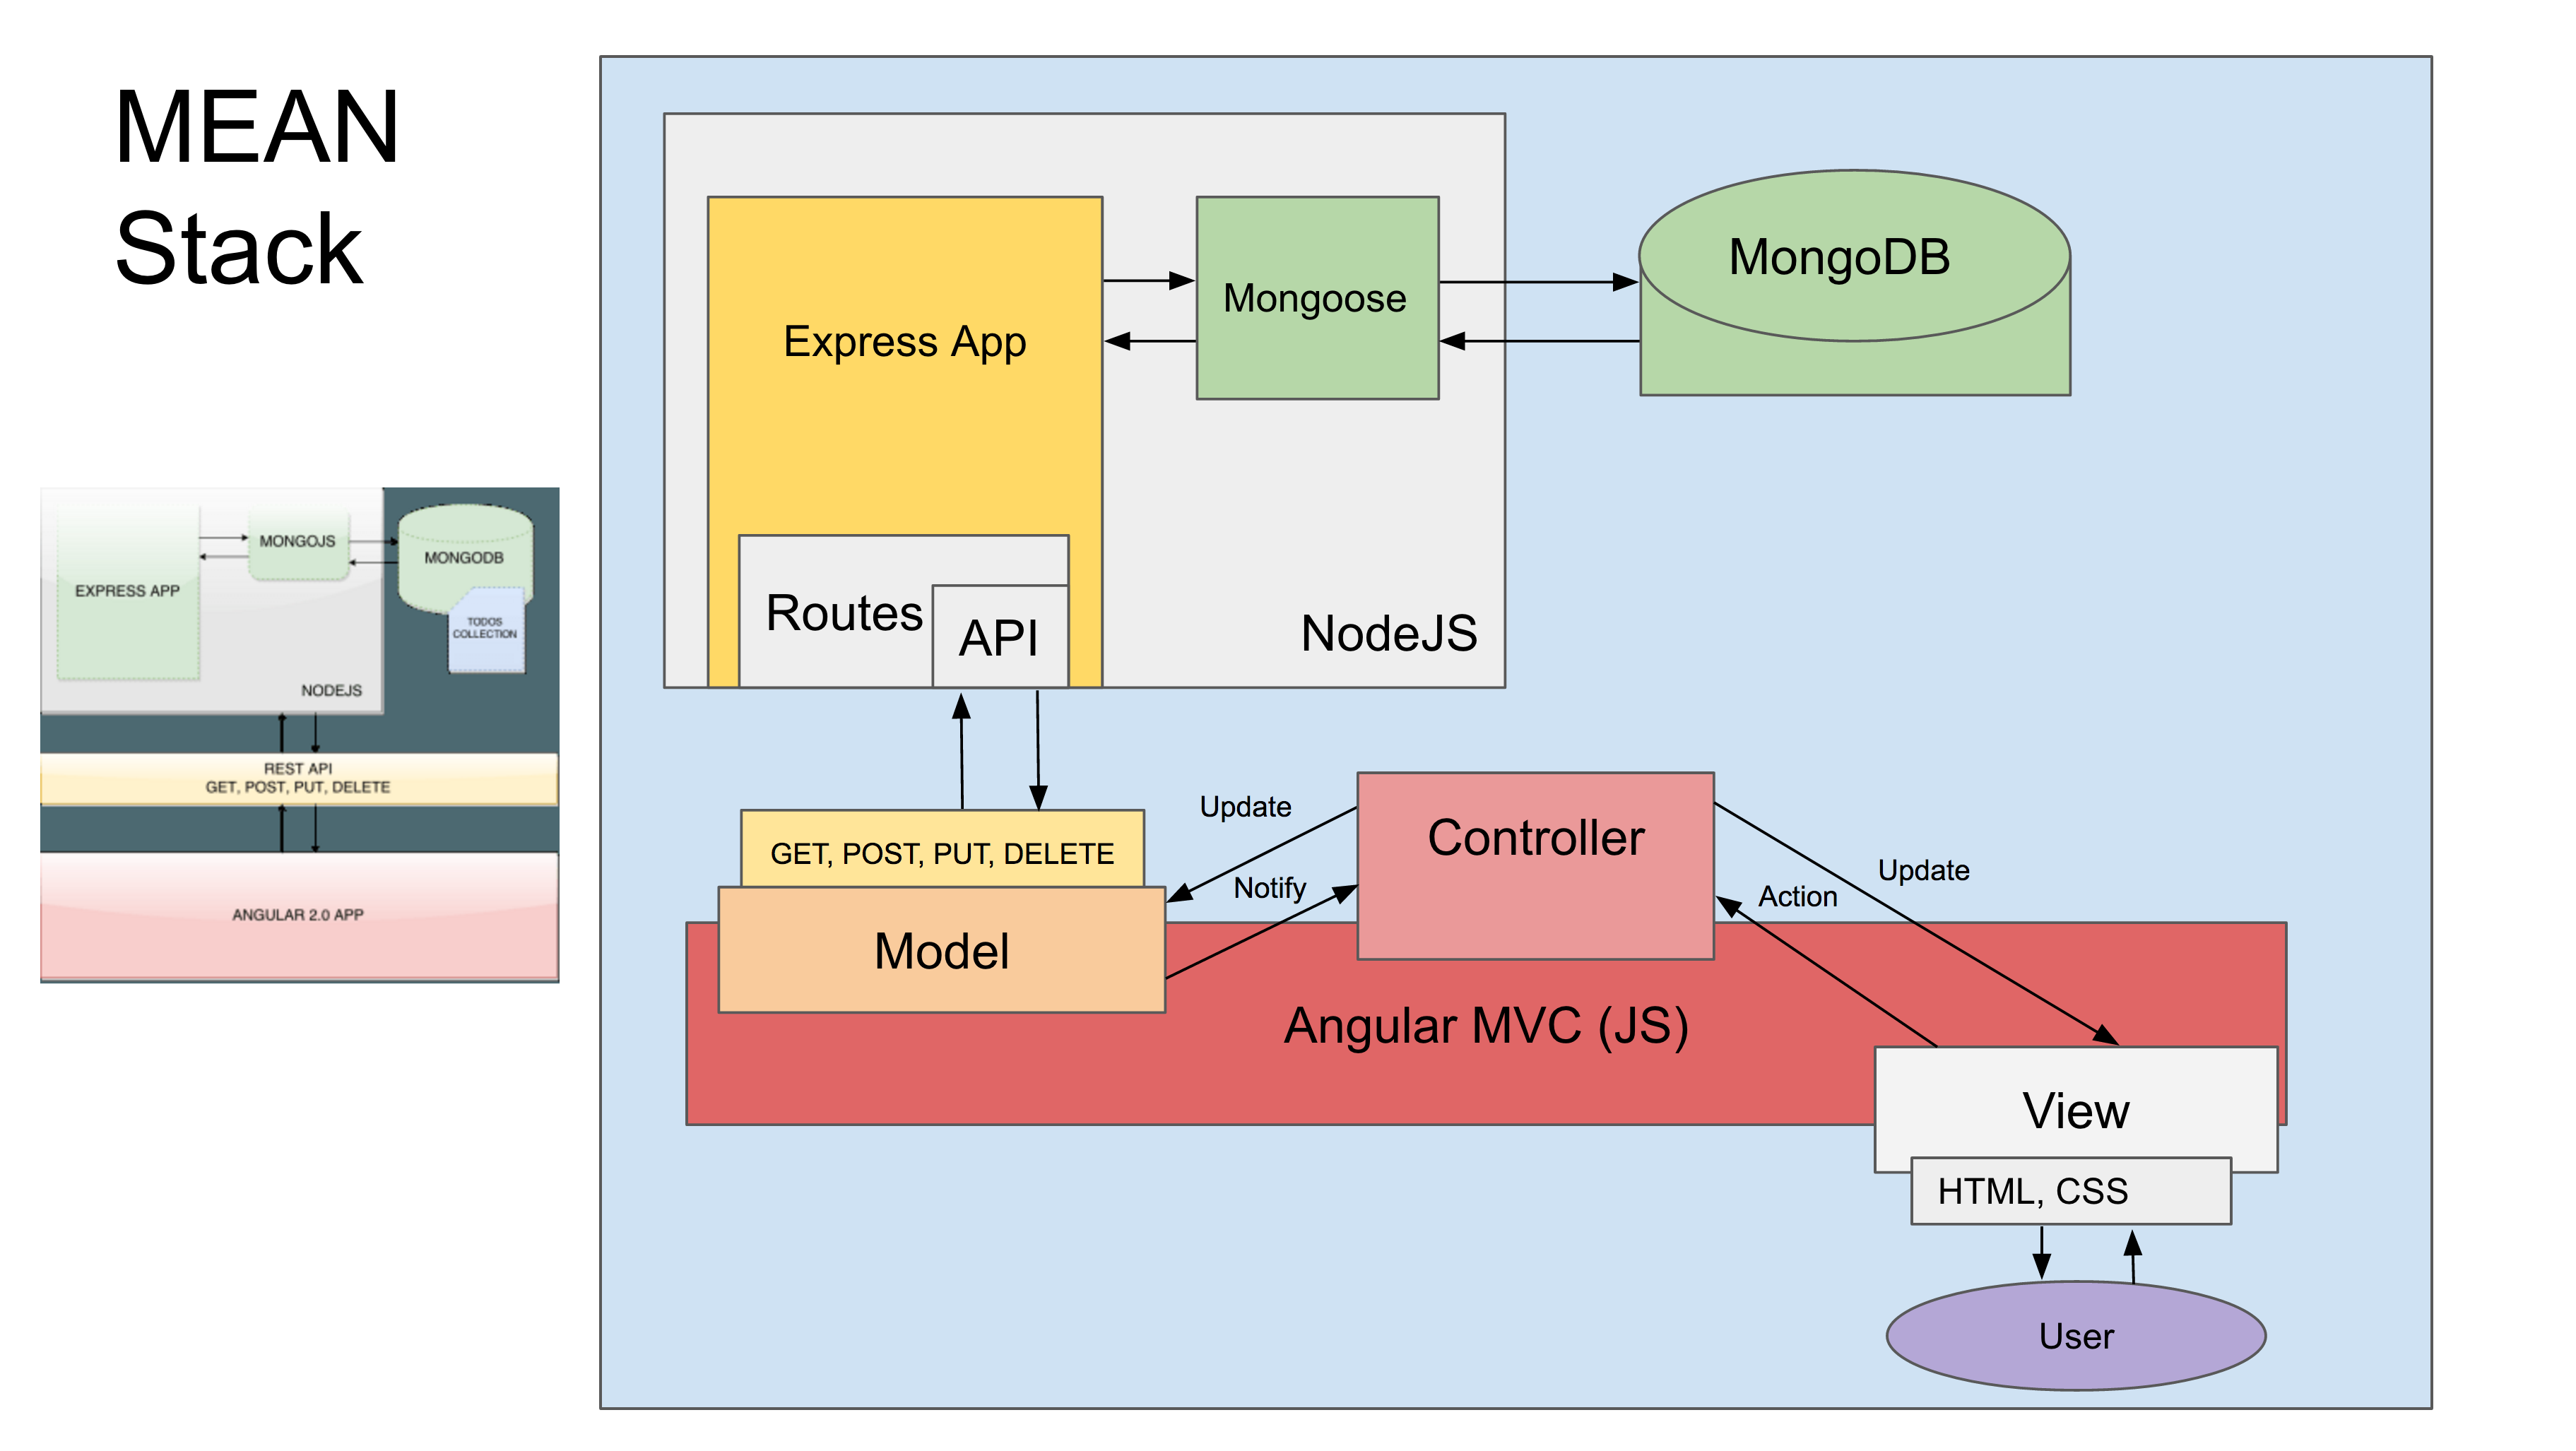 MEAN
Stack
EXPRESS APP
MONGOJS
MONGODB
TODOS
COLLECTION
NODEJS
REST API
GET, POST, PUT, DELETE
ANGULAR 2.0 APP
Express App
Mongoose
MongoDB
Routes
API
NodeJS
GET, POST, PUT, DELETE
Model
Update
Notify
Controller
Action
Update
Angular MVC (JS)
View
HTML, CSS
User